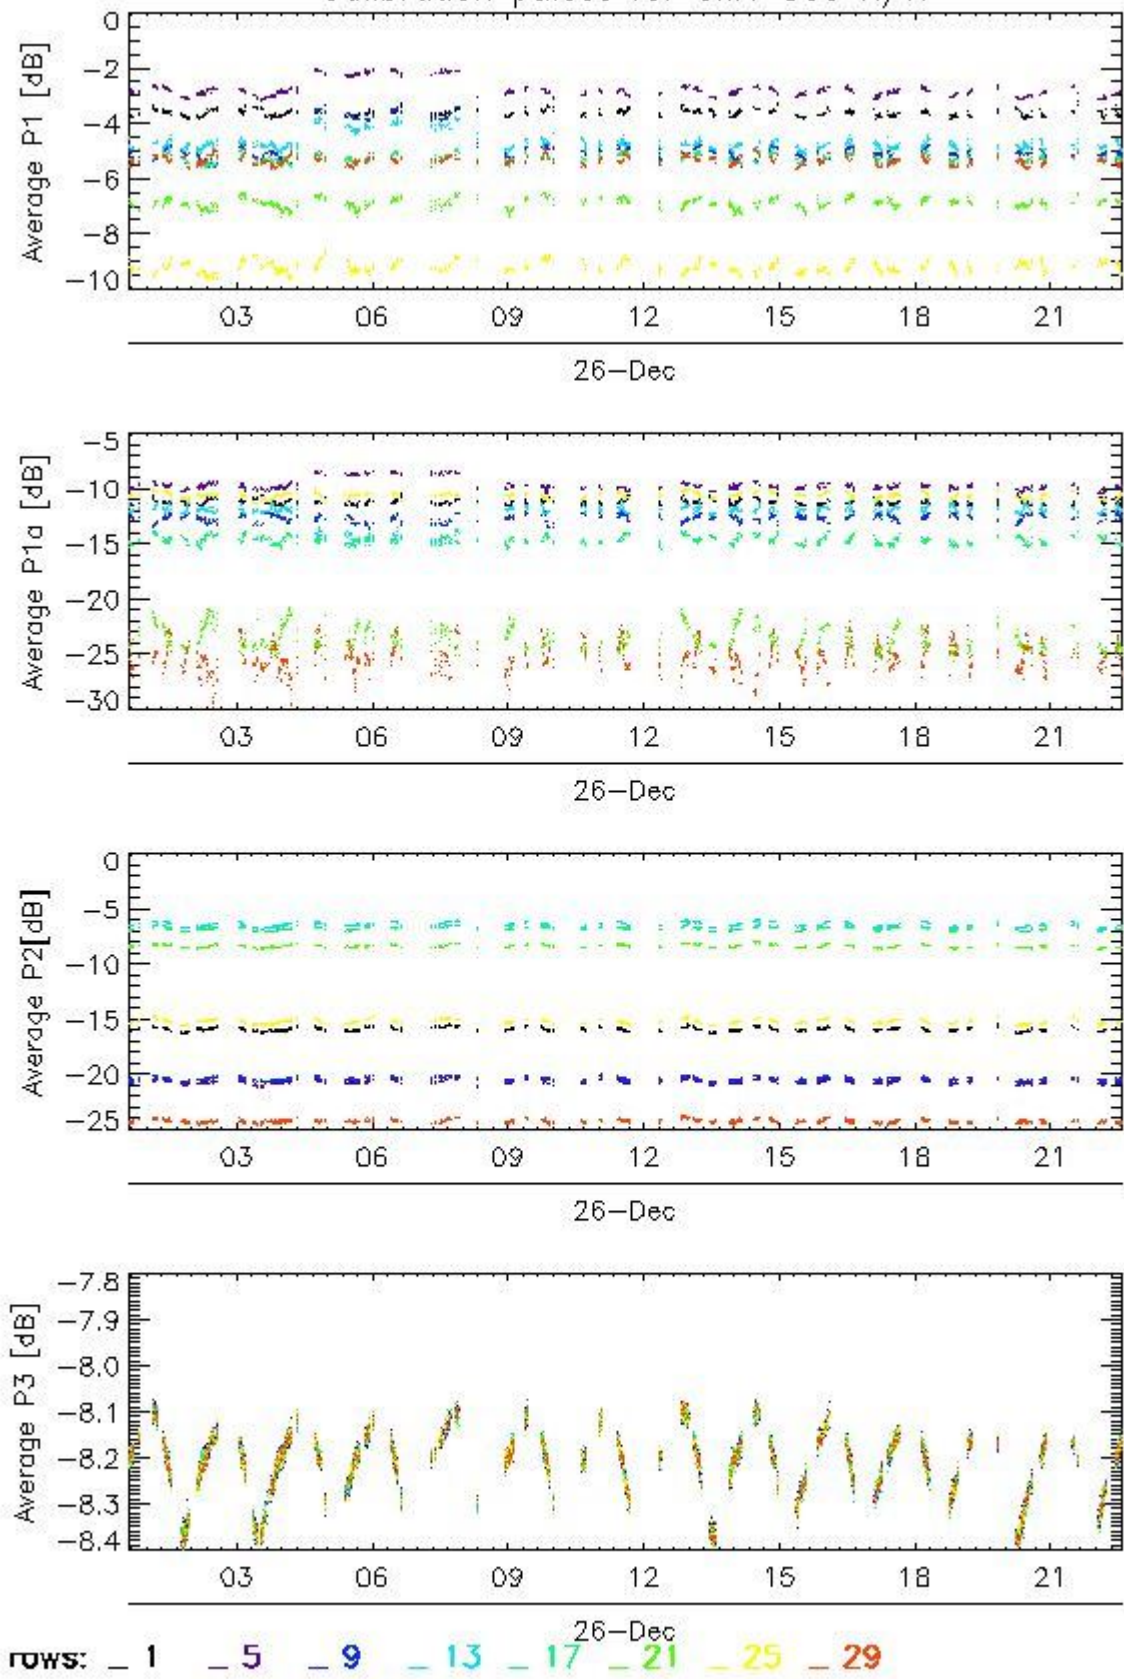 Average P1 [dB]
0
−2
−4
−6
−8
−10
03 06 09 12 15 18 21
26−Dec
Average P1a [dB]
−5
−10
−15
−20
−25
−30
03 06 09 12 15 18 21
26−Dec
Average P2[dB]
0
−5
−10
−15
−20
−25
03 06 09 12 15 18 21
26−Dec
Average P3 [dB]
−7.8
−7.9
−8.0
−8.1
−8.2
−8.3
−8.4
03 06 09 12 15 18 21
26−Dec
rows: _ 1 _ 5 _ 9 _ 13 _ 17 _ 21 _ 25 _ 29